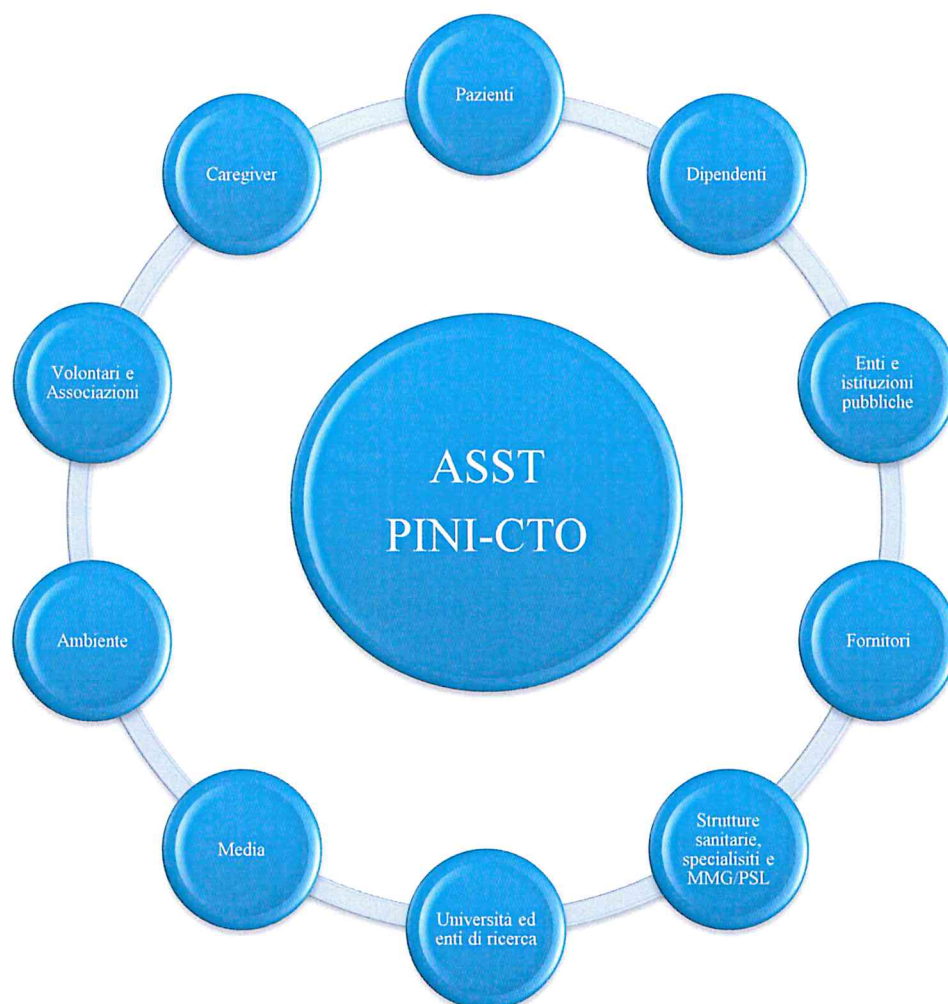 Pazienti
Dipendenti
Enti e
istituzioni
pubbliche
Fornitori
Strutture
sanitarie,
specialisiti e
MMG/PSL
Università ed
enti di ricerca
Media
Ambiente
Volontari e
Associazioni
Caregiver
ASST
PINI-CTO